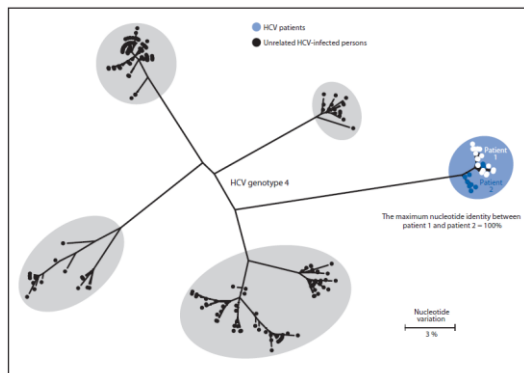 HCV patients
Unrelated HCV-infected persons
Patient
1
Patient
2
HCV genotype 4
The maximum nucleotide identity between
patient 1 and patient 2 = 100%
Nucleotide
variation
3 %